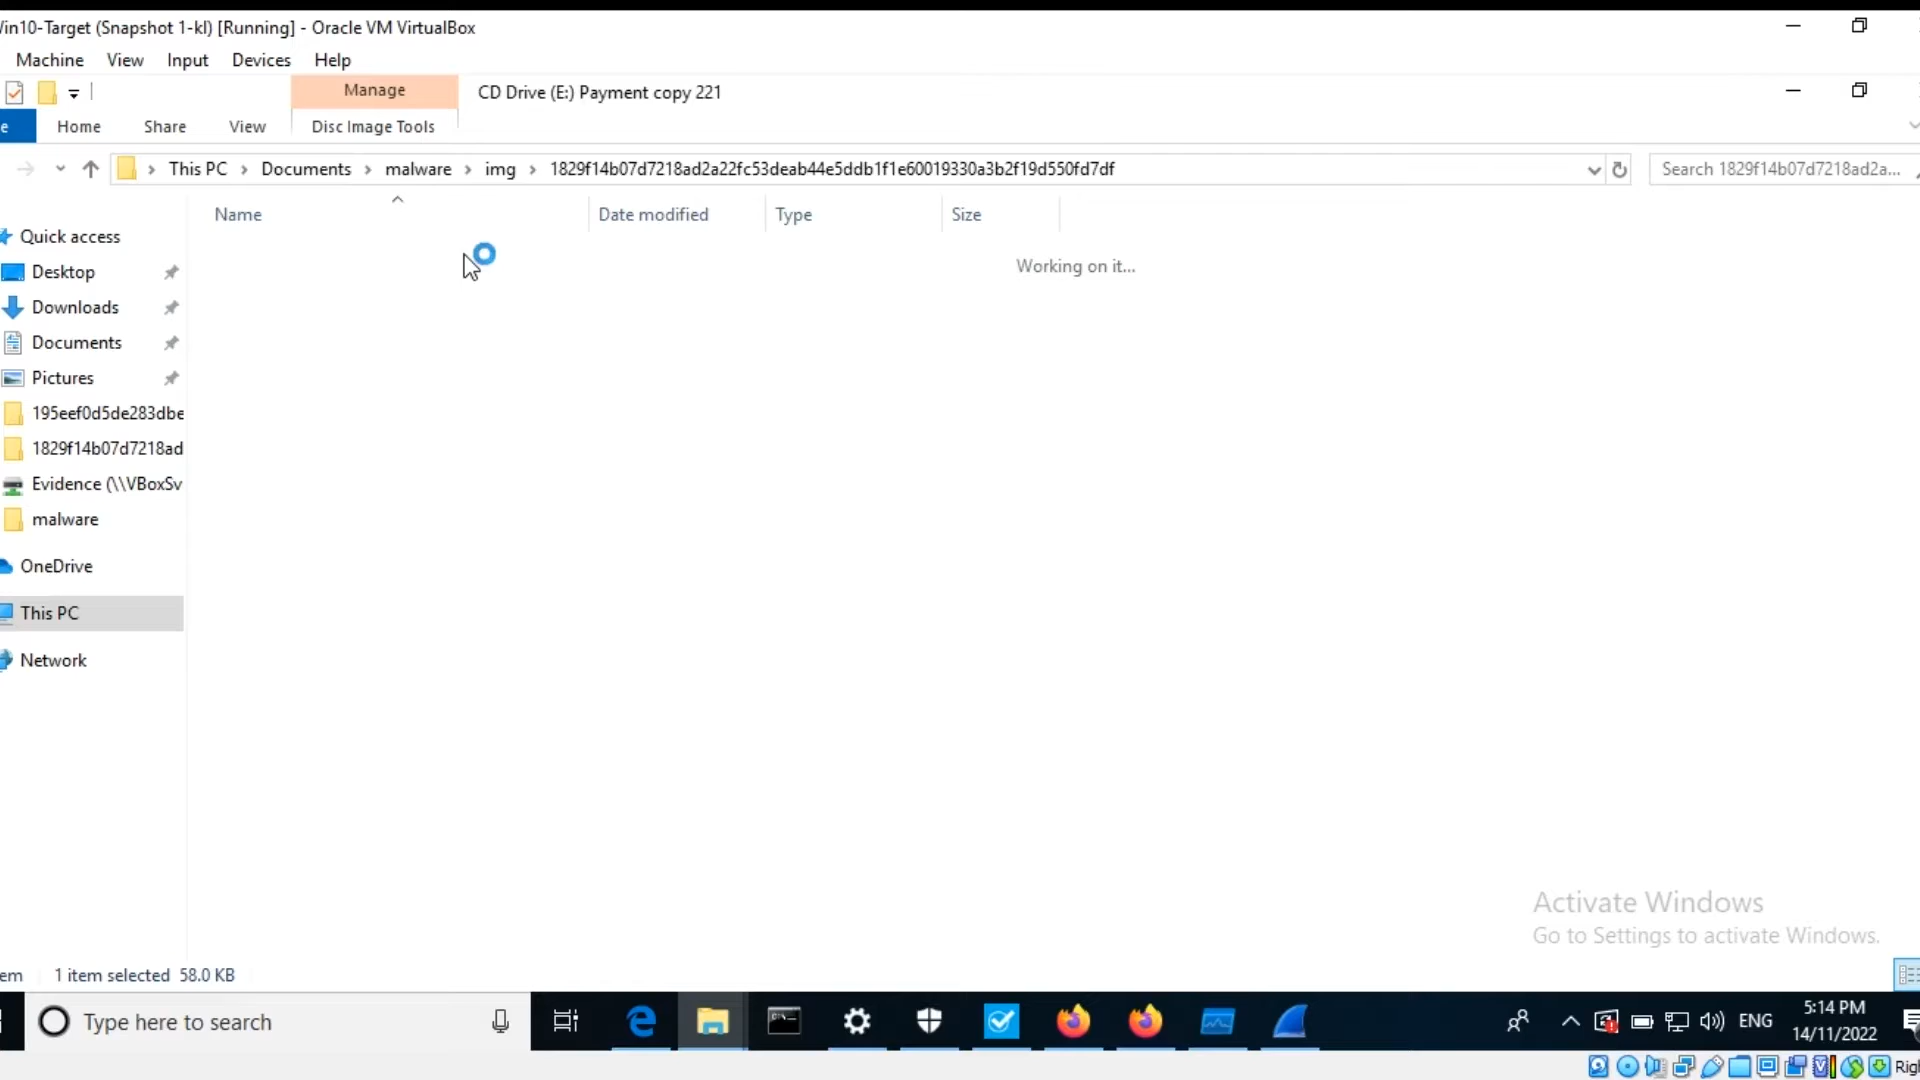 in10-Target (Snapshot 1-kl) [Running] - Oracle VM VirtualBox
Machine View Input Devices Help
Manage CD Drive (E:) Payment copy 221
e Home Share View Disc Image Tools
This PC > Documents > malware > img > 1829f14b07d7218ad2a22fc53deab44e5ddb1f1e60019330a3b2f19d550fd7df
Search 1829f14b07d7218ad2a...
Name Date modified Type Size
Working on it...
Quick access
Desktop
Downloads
Documents
Pictures
195eef0d5de283dbe
1829f14b07d7218ad
Evidence (\\VBoxSv
malware
OneDrive
This PC
Network
Activate Windows
Go to Settings to activate Windows.
em 1 item selected 58.0 KB
Type here to search
ENG
5:14 PM
14/11/2022
Rig